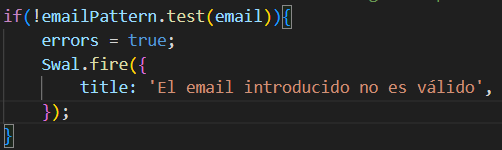 if(!emailPattern.test(email)){
    errors = true;
    Swal.fire({
        title: 'El email introducido no es válido',
    });
}